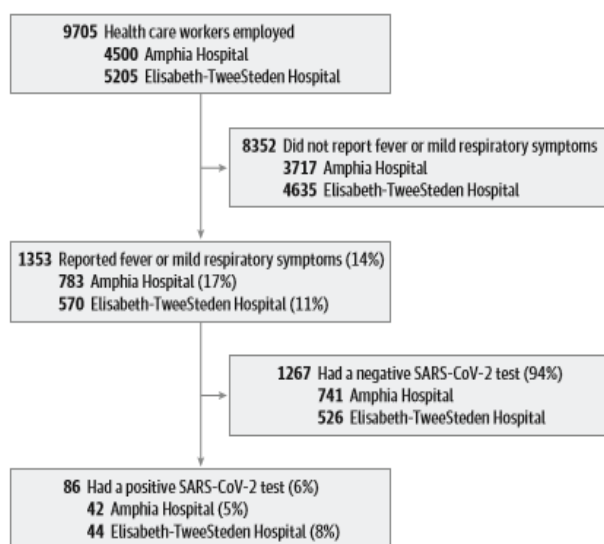 9705 Health care workers employed
4500 Amphia Hospital
5205 Elisabeth-TweeSteden Hospital
8352 Did not report fever or mild respiratory symptoms
3717 Amphia Hospital
4635 Elisabeth-TweeSteden Hospital
1353 Reported fever or mild respiratory symptoms (14%)
783 Amphia Hospital (17%)
570 Elisabeth-TweeSteden Hospital (11%)
1267 Had a negative SARS-CoV-2 test (94%)
741 Amphia Hospital
526 Elisabeth-TweeSteden Hospital
86 Had a positive SARS-CoV-2 test (6%)
42 Amphia Hospital (5%)
44 Elisabeth-TweeSteden Hospital (8%)